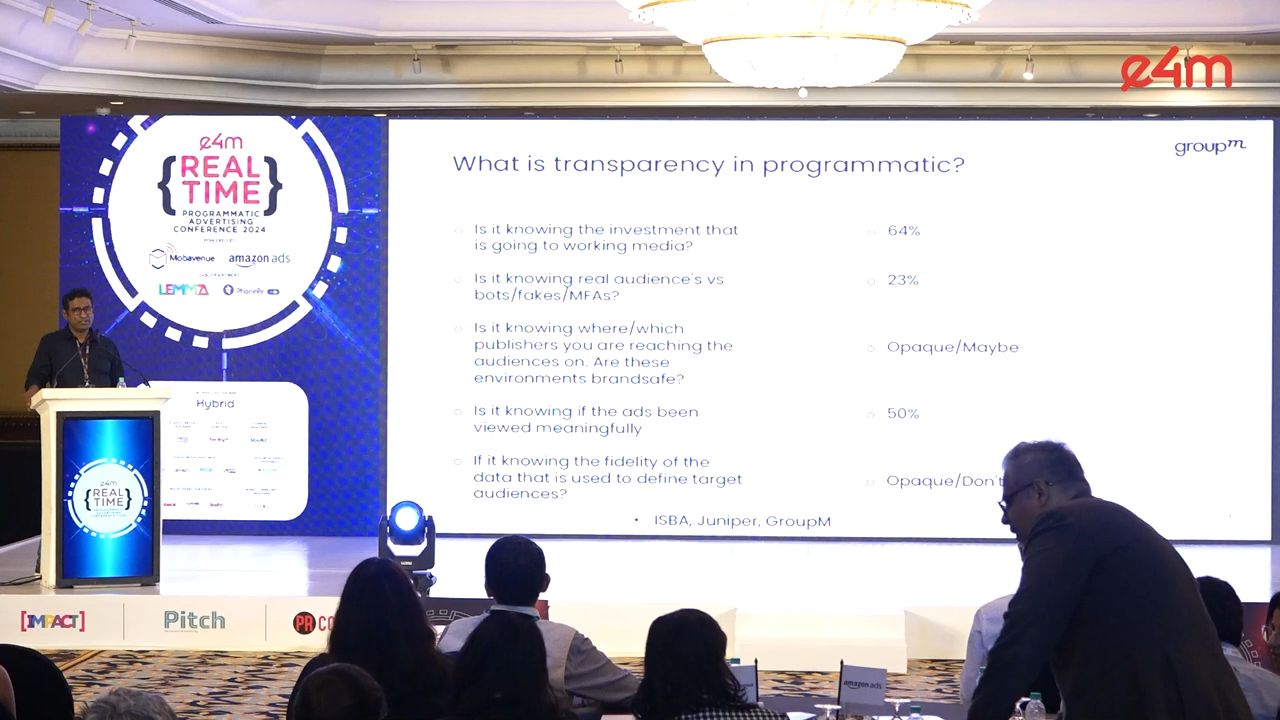 e4m
e4m
REAL
TIME
PROGRAMMATIC
ADVERTISING
CONFERENCE 2024
Mobavenue
amazon ads
LEMMA
PhonePe
Hybrid
groupm
What is transparency in programmatic?
Is it knowing the investment that
is going to working media?
64%
Is it knowing real audience's vs
bots/fakes/MFAs?
23%
Is it knowing where/which
publishers you are reaching the
audiences on. Are these
environments brandsafe?
Opaque/Maybe
Is it knowing if the ads been
viewed meaningfully
50%
If it knowing the fidelity of the
data that is used to define target
audiences?
Opaque/Don't
• ISBA, Juniper, GroupM
e4m
REAL
TIME
[IMPACT]
Pitch
PR CO
amazon ads